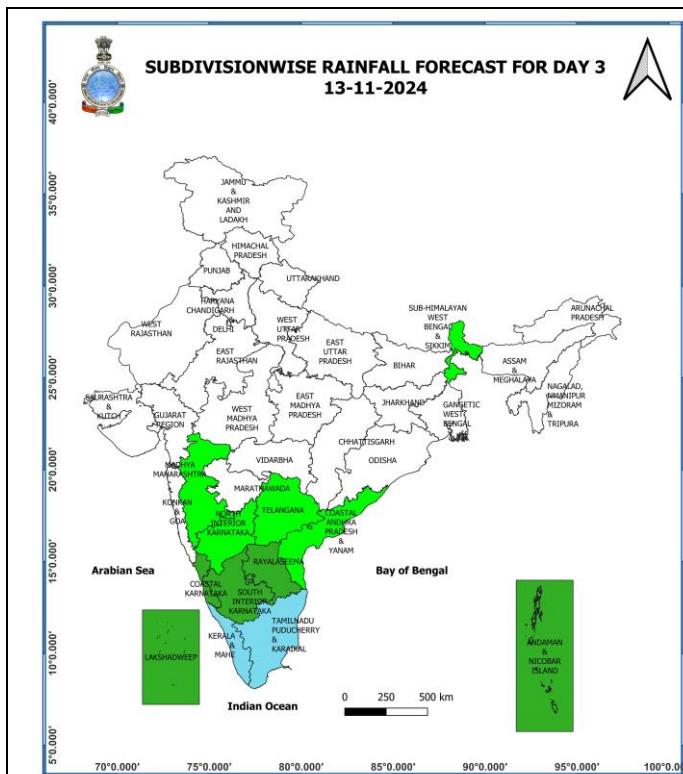 SUBDIVISIONWISE RAINFALL FORECAST FOR DAY 3
13-11-2024
40°0.000'
35°0.000'
30°0.000'
25°0.000'
20°0.000'
15°0.000'
10°0.000'
5°0.000'
JAMMU
&
KASHMIR
AND
LADAKH
HIMACHAL
PRADESH
PUNJAB
UTTARAKHAND
HARYANA
CHANDIGARH
&
DELHI
WEST
RAJASTHAN
WEST
UTTAR
PRADESH
EAST
RAJASTHAN
EAST
UTTAR
PRADESH
SUB-HIMALAYAN
WEST
BENGAL
&
SIKKIM
ARUNACHAL
PRADESH
BIHAR
ASSAM
&
MEGHALAYA
NAGALAD,
MANIPUR
MIZORAM
&
TRIPURA
SAURASHTRA
&
KUTCH
GUJARAT
REGION
WEST
MADHYA
PRADESH
EAST
MADHYA
PRADESH
JHARKHAND
GANGETIC
WEST
BENGAL
CHHATTISGARH
ODISHA
VIDARBHA
MADHYA
MAHARASHTRA
MARATHAWADA
KONKAN
&
GOA
NORTH
INTERIOR
KARNATAKA
TELANGANA
COASTAL
ANDHRA
PRADESH
&
YANAM
RAYALASEEMA
Arabian Sea
Bay of Bengal
COASTAL
KARNATAKA
SOUTH
INTERIOR
KARNATAKA
TAMILNADU
PUDUCHERRY
&
KARAIKAL
KERALA
&
MAHE
LAKSHADWEEP
ANDAMAN
&
NICOBAR
ISLAND
Indian Ocean
0 250 500 km
70°0.000' 75°0.000' 80°0.000' 85°0.000' 90°0.000' 95°0.000' 100°0.00